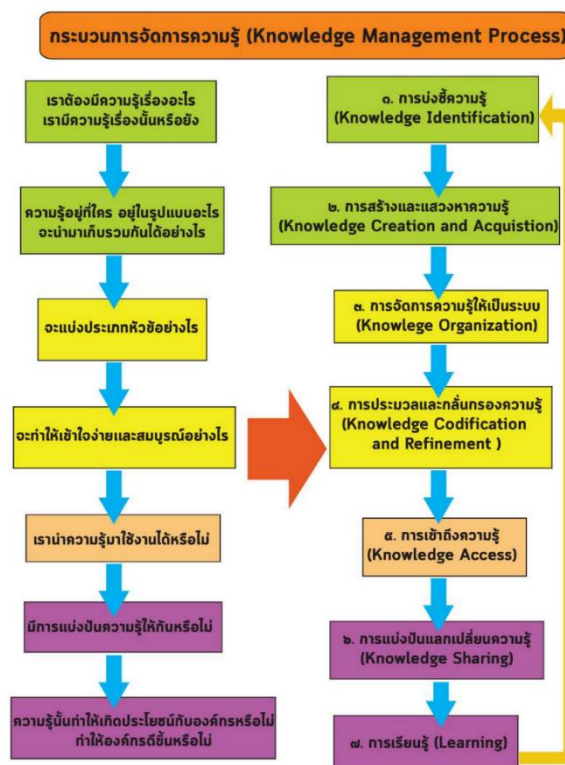 กระบวนการจัดการความรู้ (Knowledge Management Process)
เราต้องมีความรู้เรื่องอะไร
เรามีความรู้เรื่องนั้นหรือยัง
ความรู้อยู่ที่ใคร อยู่ในรูปแบบอะไร
จะนำมาเก็บรวมกันได้อย่างไร
จะแบ่งประเภทหัวข้ออย่างไร
จะทำให้เข้าใจง่ายและสมบูรณ์อย่างไร
เรานำความรู้มาใช้งานได้หรือไม่
มีการแบ่งปันความรู้ให้กันหรือไม่
ความรู้นั้นทำให้เกิดประโยชน์กับองค์กรหรือไม่
ทำให้องค์กรดีขึ้นหรือไม่
๑. การบ่งชี้ความรู้
(Knowledge Identification)
๒. การสร้างและแสวงหาความรู้
(Knowledge Creation and Acquistion)
๓. การจัดการความรู้ให้เป็นระบบ
(Knowlege Organization)
๔. การประมวลและกลั่นกรองความรู้
(Knowledge Codification
and Refinement )
๕. การเข้าถึงความรู้
(Knowledge Access)
๖. การแบ่งปันแลกเปลี่ยนความรู้
(Knowledge Sharing)
๗. การเรียนรู้ (Learning)